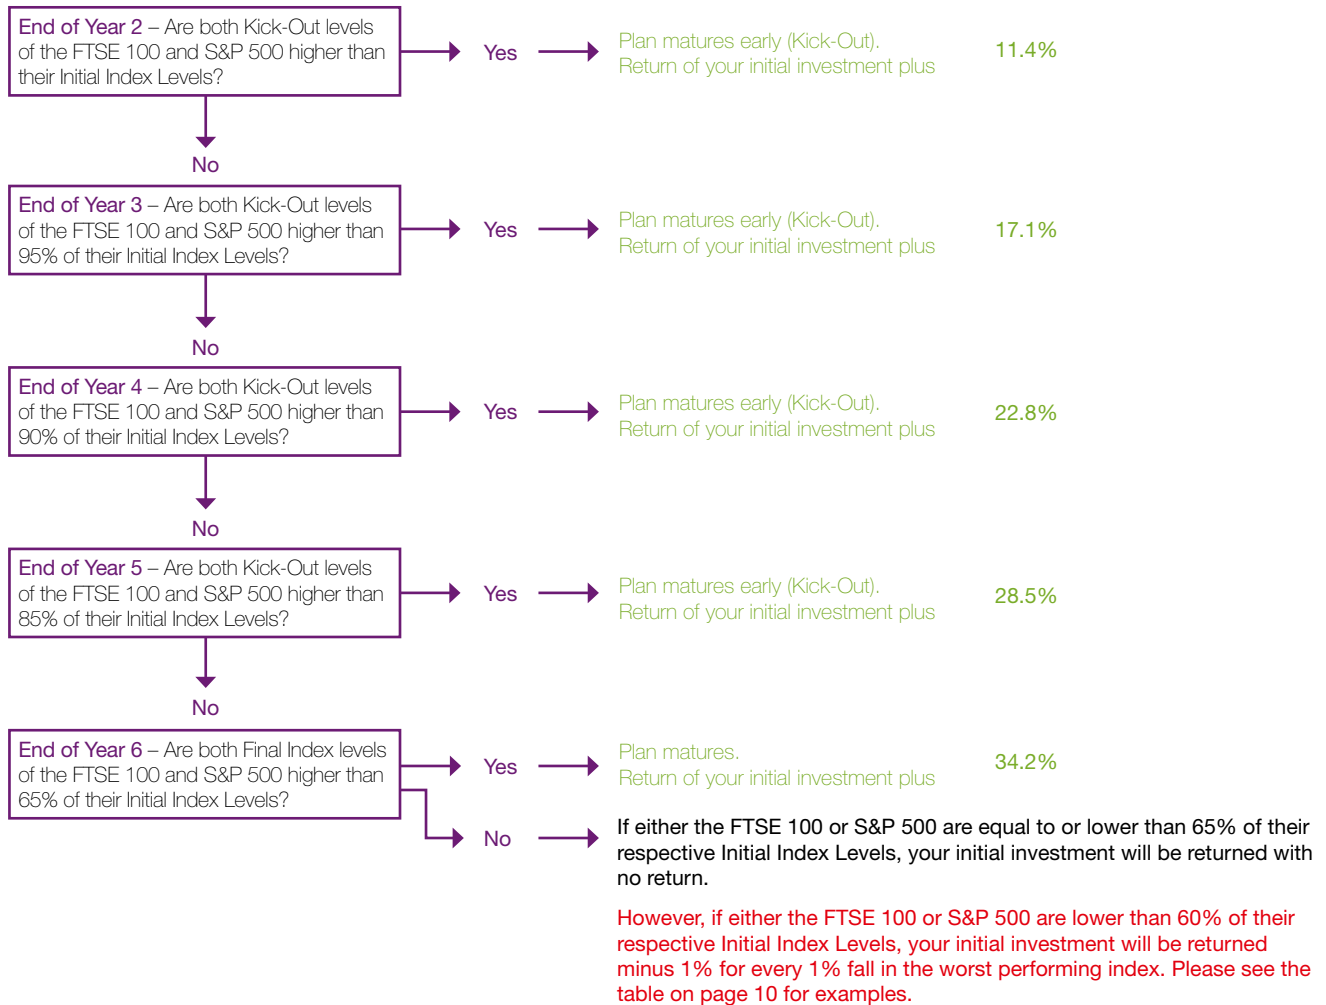 End of Year 2 – Are both Kick-Out levels
of the FTSE 100 and S&P 500 higher than
their Initial Index Levels?
Yes
Plan matures early (Kick-Out).
Return of your initial investment plus
11.4%
No
End of Year 3 – Are both Kick-Out levels
of the FTSE 100 and S&P 500 higher than
95% of their Initial Index Levels?
Yes
Plan matures early (Kick-Out).
Return of your initial investment plus
17.1%
No
End of Year 4 – Are both Kick-Out levels
of the FTSE 100 and S&P 500 higher than
90% of their Initial Index Levels?
Yes
Plan matures early (Kick-Out).
Return of your initial investment plus
22.8%
No
End of Year 5 – Are both Kick-Out levels
of the FTSE 100 and S&P 500 higher than
85% of their Initial Index Levels?
Yes
Plan matures early (Kick-Out).
Return of your initial investment plus
28.5%
No
End of Year 6 – Are both Final Index levels
of the FTSE 100 and S&P 500 higher than
65% of their Initial Index Levels?
Yes
Plan matures.
Return of your initial investment plus
34.2%
No
If either the FTSE 100 or S&P 500 are equal to or lower than 65% of their
respective Initial Index Levels, your initial investment will be returned with
no return.
However, if either the FTSE 100 or S&P 500 are lower than 60% of their
respective Initial Index Levels, your initial investment will be returned
minus 1% for every 1% fall in the worst performing index. Please see the
table on page 10 for examples.